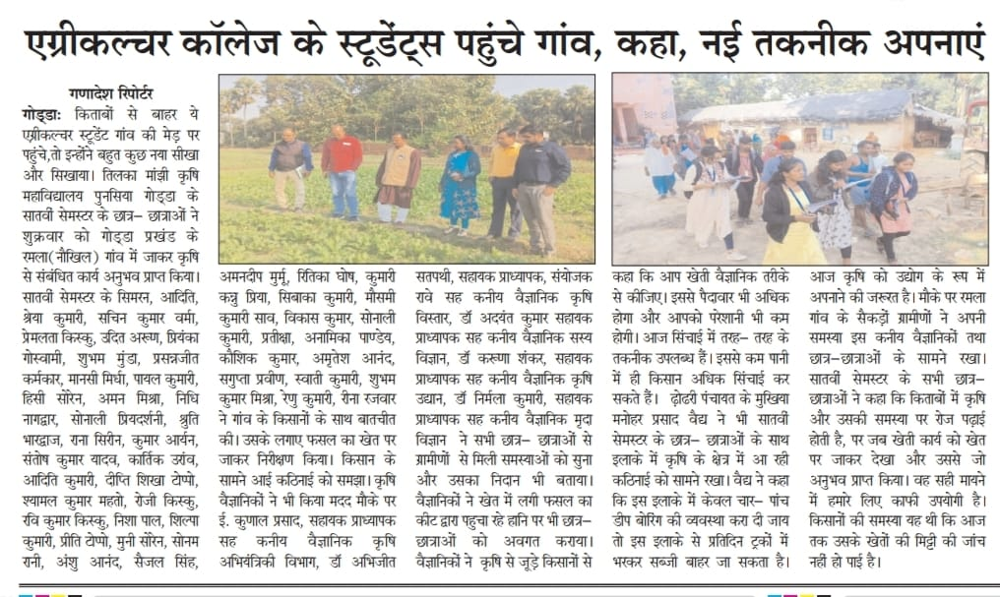 एग्रीकल्चर कॉलेज के स्टूडेंट्स पहुंचे गांव, कहा, नई तकनीक अपनाएं
गणादेश रिपोर्टर
गोड्डाः किताबों से बाहर ये
एग्रीकल्चर स्टूडेंट गांव की मेड़ पर
पहुंचे,तो इन्होंने बहुत कुछ नया सीखा
और सिखाया। तिलका मांझी कृषि
महाविद्यालय पुनसिया गोड्डा के
सातवीं सेमस्टर के छात्र– छात्राओं ने
शुक्रवार को गोड्डा प्रखंड के
रमला(नौखिल) गांव में जाकर कृषि
से संबंधित कार्य अनुभव प्राप्त किया।
सातवीं सेमस्टर के सिमरन, आदिति,
श्रेया कुमारी, सचिन कुमार वर्मा,
प्रेमलता किस्कु, उदित अरूण, प्रियंका
गोस्वामी, शुभम मुंडा, प्रसन्नजीत
कर्मकार, मानसी मिर्धा, पायल कुमारी,
हिसी सोरेन, अमन मिश्रा, निधि
नागद्वार, सोनाली प्रियदर्शनी, श्रुति
भारद्वाज, राना सिरीन, कुमार आर्यन,
संतोष कुमार यादव, कार्तिक उरांव,
आदिति कुमारी, दीप्ति शिखा टोप्पो,
श्यामल कुमार महतो, रोजी किस्कु,
रवि कुमार किस्कु, निशा पाल, शिल्पा
कुमारी, प्रीति टोप्पो, मुनी सोरेन, सोनम
रानी, अंशु आनंद, सैजल सिंह,
अमनदीप मुर्मू, रितिका घोष, कुमारी
कन्नु प्रिया, सिबाका कुमारी, मौसमी
कुमारी साव, विकास कुमार, सोनाली
कुमारी, प्रतीक्षा, अनामिका पाण्डेय,
कौशिक कुमार, अमृतेश आनंद,
सगुप्ता प्रवीण, स्वाती कुमारी, शुभम
कुमार मिश्रा, रेणु कुमारी, रीना रजवार
ने गांव के किसानों के साथ बातचीत
की। उसके लगाए फसल का खेत पर
जाकर निरीक्षण किया। किसान के
सामने आई कठिनाई को समझा। कृषि
वैज्ञानिकों ने भी किया मदद मौके पर
ई. कुणाल प्रसाद, सहायक प्राध्यापक
सह कनीय वैज्ञानिक कृषि
अभियंत्रिकी विभाग, डॉ अभिजीत
सतपथी, सहायक प्राध्यापक, संयोजक
रावे सह कनीय वैज्ञानिक कृषि
विस्तार, डॉ अदयंत कुमार सहायक
प्राध्यापक सह कनीय वैज्ञानिक सस्य
विज्ञान, डॉ करूणा शंकर, सहायक
प्राध्यापक सह कनीय वैज्ञानिक कृषि
उद्यान, डॉ निर्मला कुमारी, सहायक
प्राध्यापक सह कनीय वैज्ञानिक मृदा
विज्ञान ने सभी छात्र– छात्राओं से
ग्रामीणों से मिली समस्याओं को सुना
और उसका निदान भी बताया।
वैज्ञानिकों ने खेत में लगी फसल का
कीट द्वारा पहुचा रहे हानि पर भी छात्र–
छात्राओं को अवगत कराया।
वैज्ञानिकों ने कृषि से जूड़े किसानों से
कहा कि आप खेती वैज्ञानिक तरीके
से कीजिए। इससे पैदावार भी अधिक
होगा और आपको परेशानी भी कम
होगी। आज सिंचाई में तरह– तरह के
तकनीक उपलब्ध हैं। इससे कम पानी
में ही किसान अधिक सिंचाई कर
सकते हैं। ढ़ोढरी पंचायत के मुखिया
मनोहर प्रसाद वैद्य ने भी सातवीं
सेमस्टर के छात्र– छात्राओं के साथ
इलाके में कृषि के क्षेत्र में आ रही
कठिनाई को सामने रखा। वैद्य ने कहा
कि इस इलाके में केवल चार– पांच
डीप बोरिंग की व्यवस्था करा दी जाय
तो इस इलाके से प्रतिदिन ट्रकों में
भरकर सब्जी बाहर जा सकता है।
आज कृषि को उद्योग के रूप में
अपनाने की जरूरत है। मौके पर रमला
गांव के सैकड़ों ग्रामीणों ने अपनी
समस्या इस कनीय वैज्ञानिकों तथा
छात्र–छात्राओं के सामने रखा।
सातवीं सेमस्टर के सभी छात्र–
छात्राओं ने कहा कि किताबों में कृषि
और उसकी समस्या पर रोज पढ़ाई
होती है, पर जब खेती कार्य को खेत
पर जाकर देखा और उससे जो
अनुभव प्राप्त किया। वह सही मायने
में हमारे लिए काफी उपयोगी है।
किसानों की समस्या यह थी कि आज
तक उसके खेतों की मिट्टी की जांच
नहीं हो पाई है।